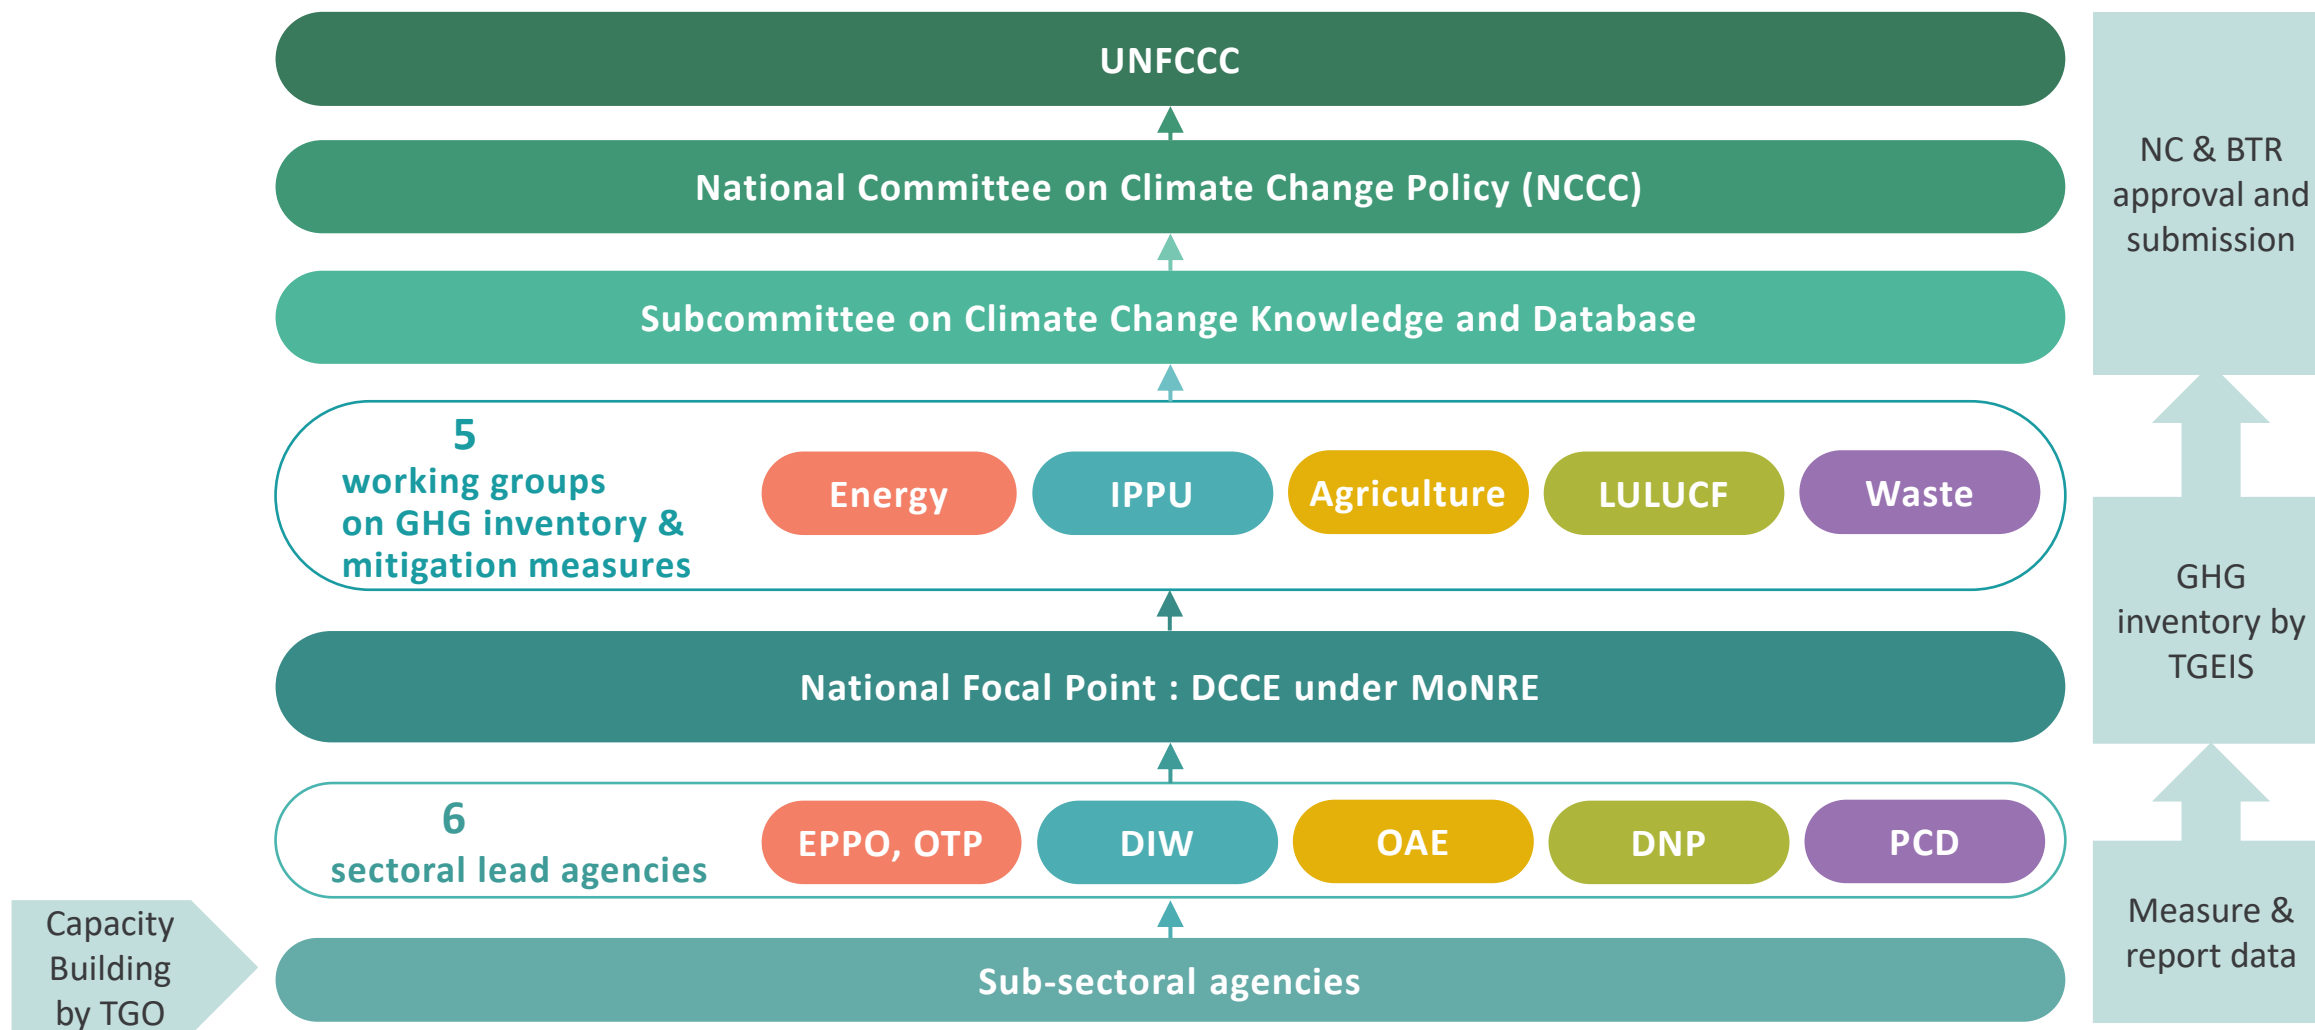 UNFCCC
National Committee on Climate Change Policy (NCCC)
Subcommittee on Climate Change Knowledge and Database
5
working groups
on GHG inventory &
mitigation measures
Energy
IPPU
Agriculture
LULUCF
Waste
National Focal Point : DCCE under MoNRE
6
sectoral lead agencies
EPPO, OTP
DIW
OAE
DNP
PCD
Sub-sectoral agencies
Capacity
Building
by TGO
NC & BTR
approval and
submission
GHG
inventory by
TGEIS
Measure &
report data